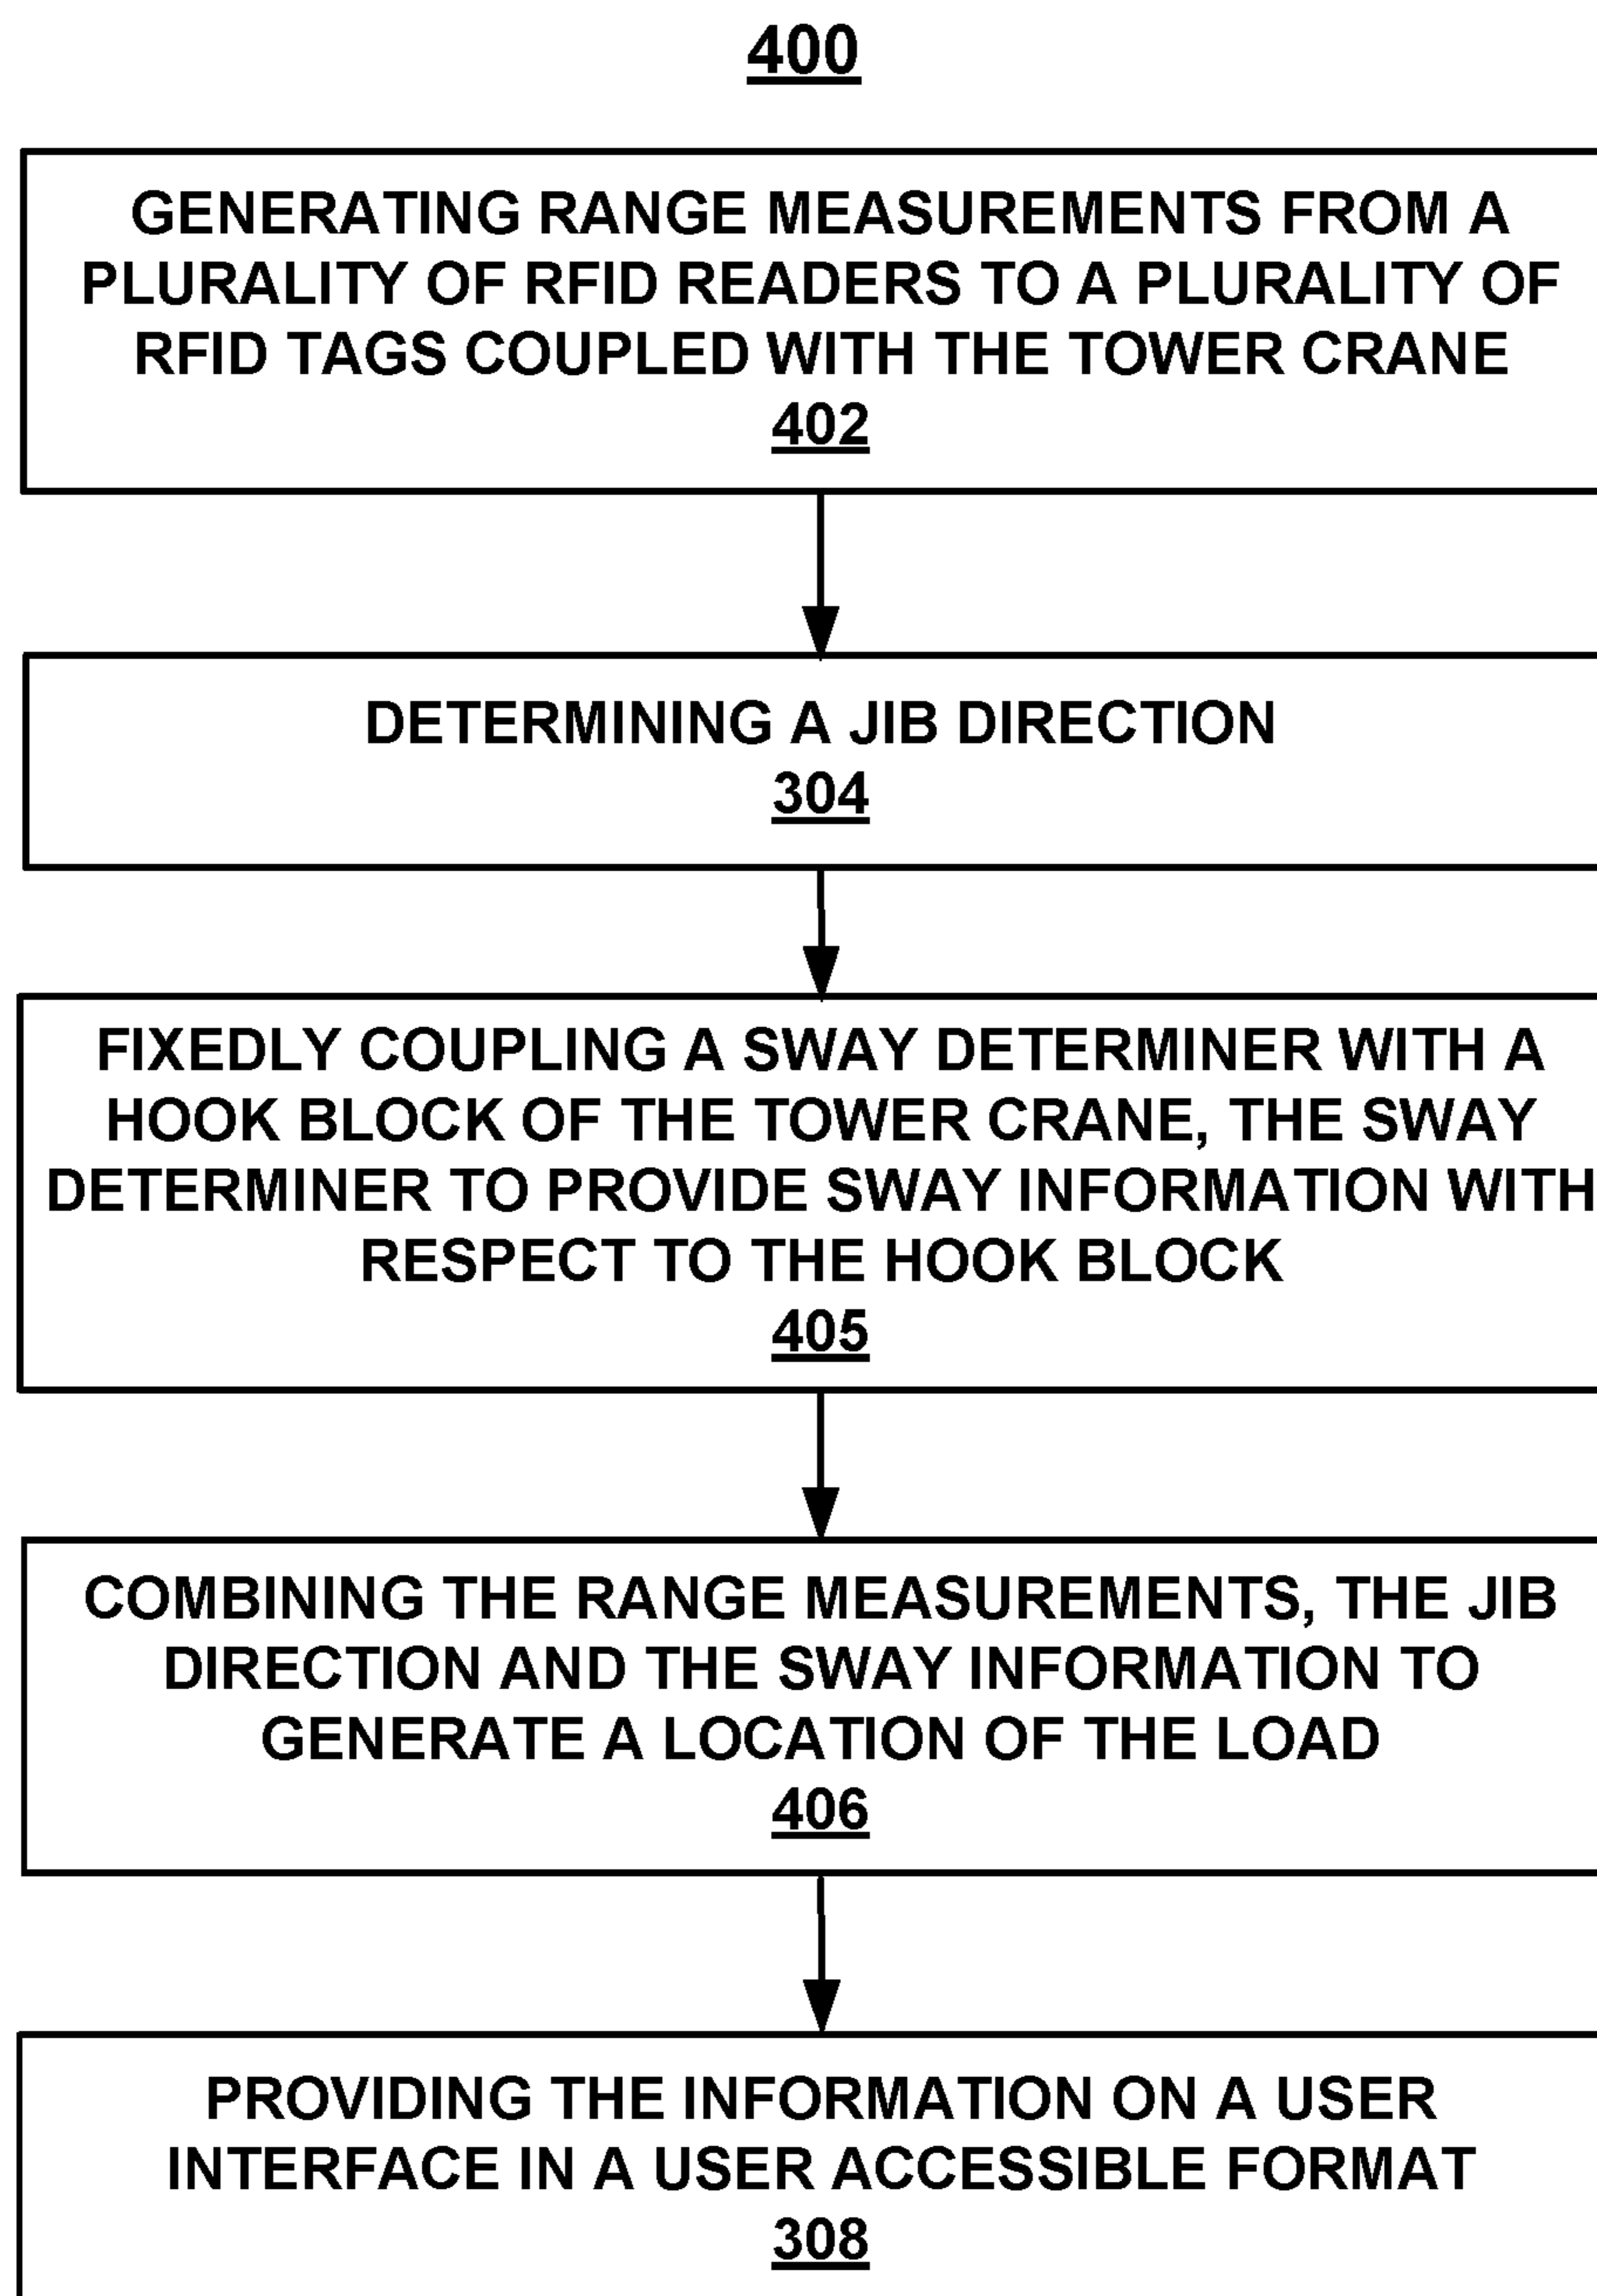 400
GENERATING RANGE MEASUREMENTS FROM A
PLURALITY OF RFID READERS TO A PLURALITY OF
RFID TAGS COUPLED WITH THE TOWER CRANE
402
DETERMINING A JIB DIRECTION
304
FIXEDLY COUPLING A SWAY DETERMINER WITH A
HOOK BLOCK OF THE TOWER CRANE, THE SWAY
DETERMINER TO PROVIDE SWAY INFORMATION WITH
RESPECT TO THE HOOK BLOCK
405
COMBINING THE RANGE MEASUREMENTS, THE JIB
DIRECTION AND THE SWAY INFORMATION TO
GENERATE A LOCATION OF THE LOAD
406
PROVIDING THE INFORMATION ON A USER
INTERFACE IN A USER ACCESSIBLE FORMAT
308